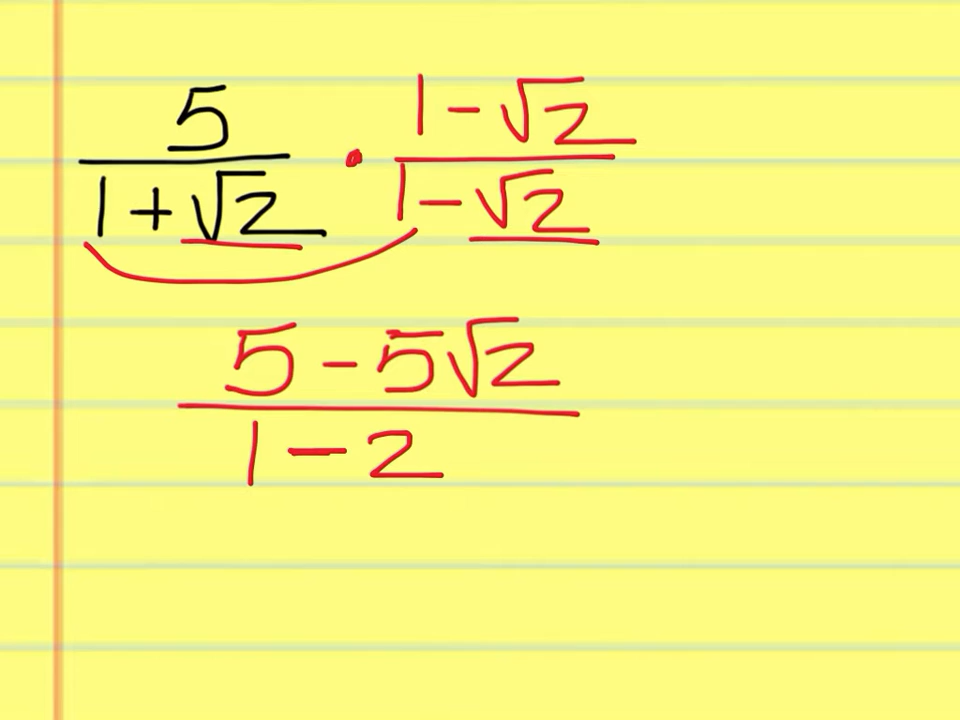 5/(1 + √2) · (1 - √2)/(1 - √2)
(5 - 5√2)/(1 - 2)